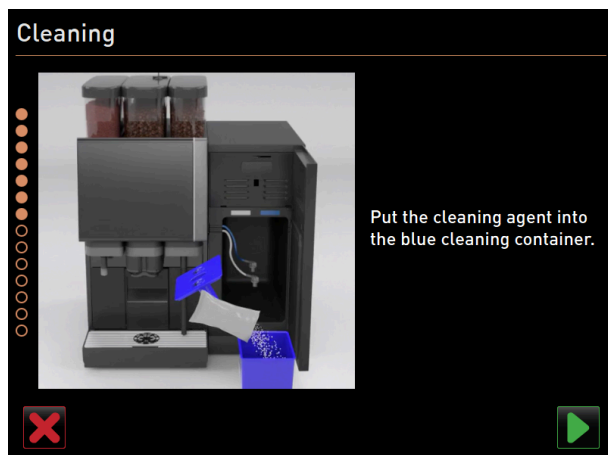 Cleaning
Put the cleaning agent into
the blue cleaning container.